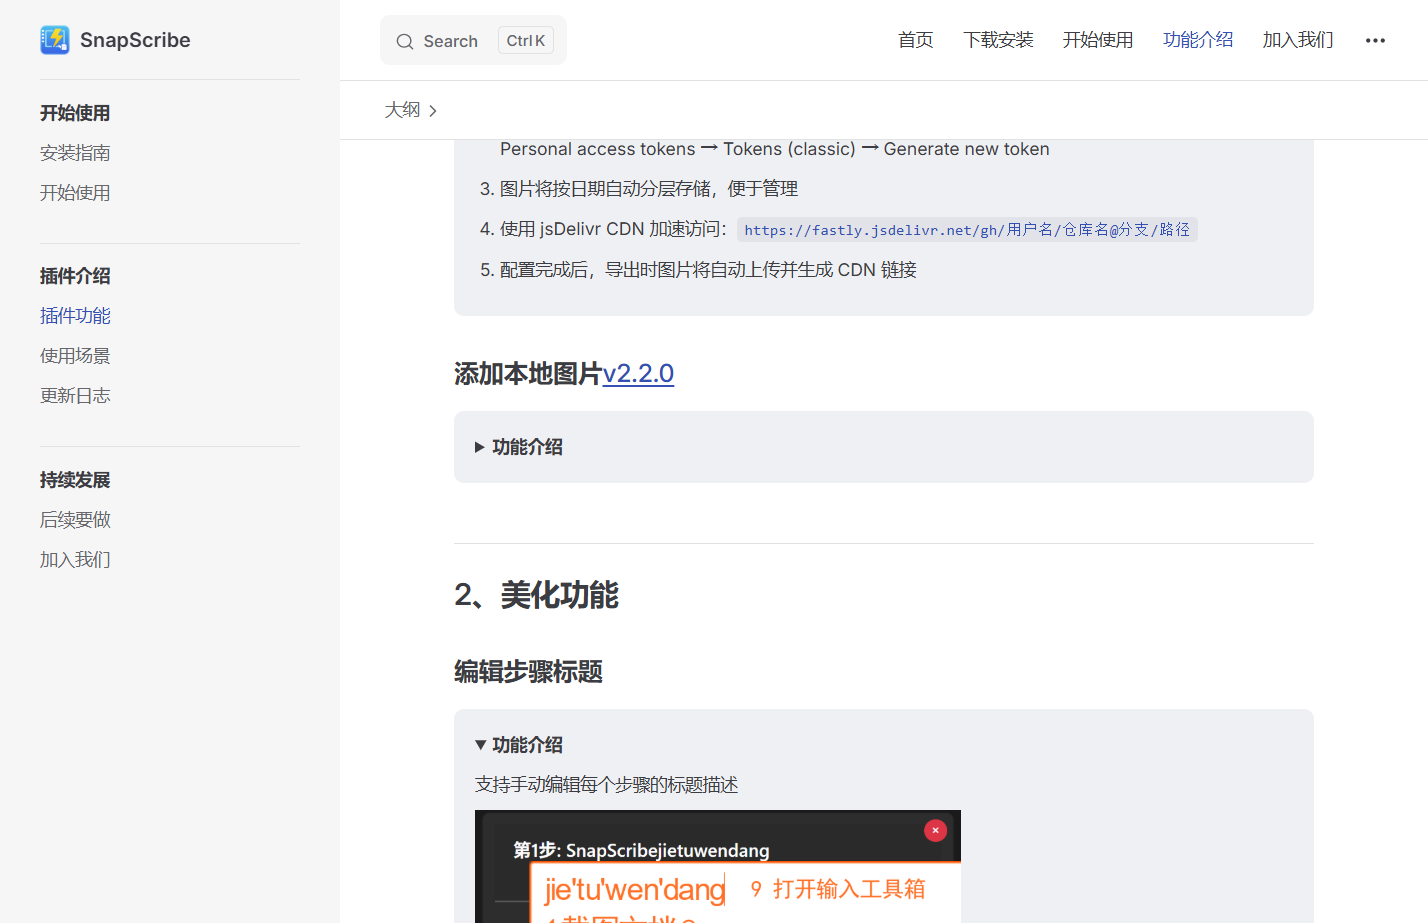 SnapScribe
Search
Ctrl K
首页
下载安装
开始使用
功能介绍
加入我们
大纲
开始使用
安装指南
开始使用
插件介绍
插件功能
使用场景
更新日志
持续发展
后续要做
加入我们
Personal access tokens → Tokens (classic) → Generate new token
3. 图片将按日期自动分层存储，便于管理
4. 使用 jsDelivr CDN 加速访问：https://fastly.jsdelivr.net/gh/用户名/仓库名@分支/路径
5. 配置完成后，导出时图片将自动上传并生成 CDN 链接
添加本地图片v2.2.0
功能介绍
2、美化功能
编辑步骤标题
功能介绍
支持手动编辑每个步骤的标题描述
第1步: SnapScribejietuwendang
jie'tu'wen'dang
9 打开输入工具箱
1 截图文档